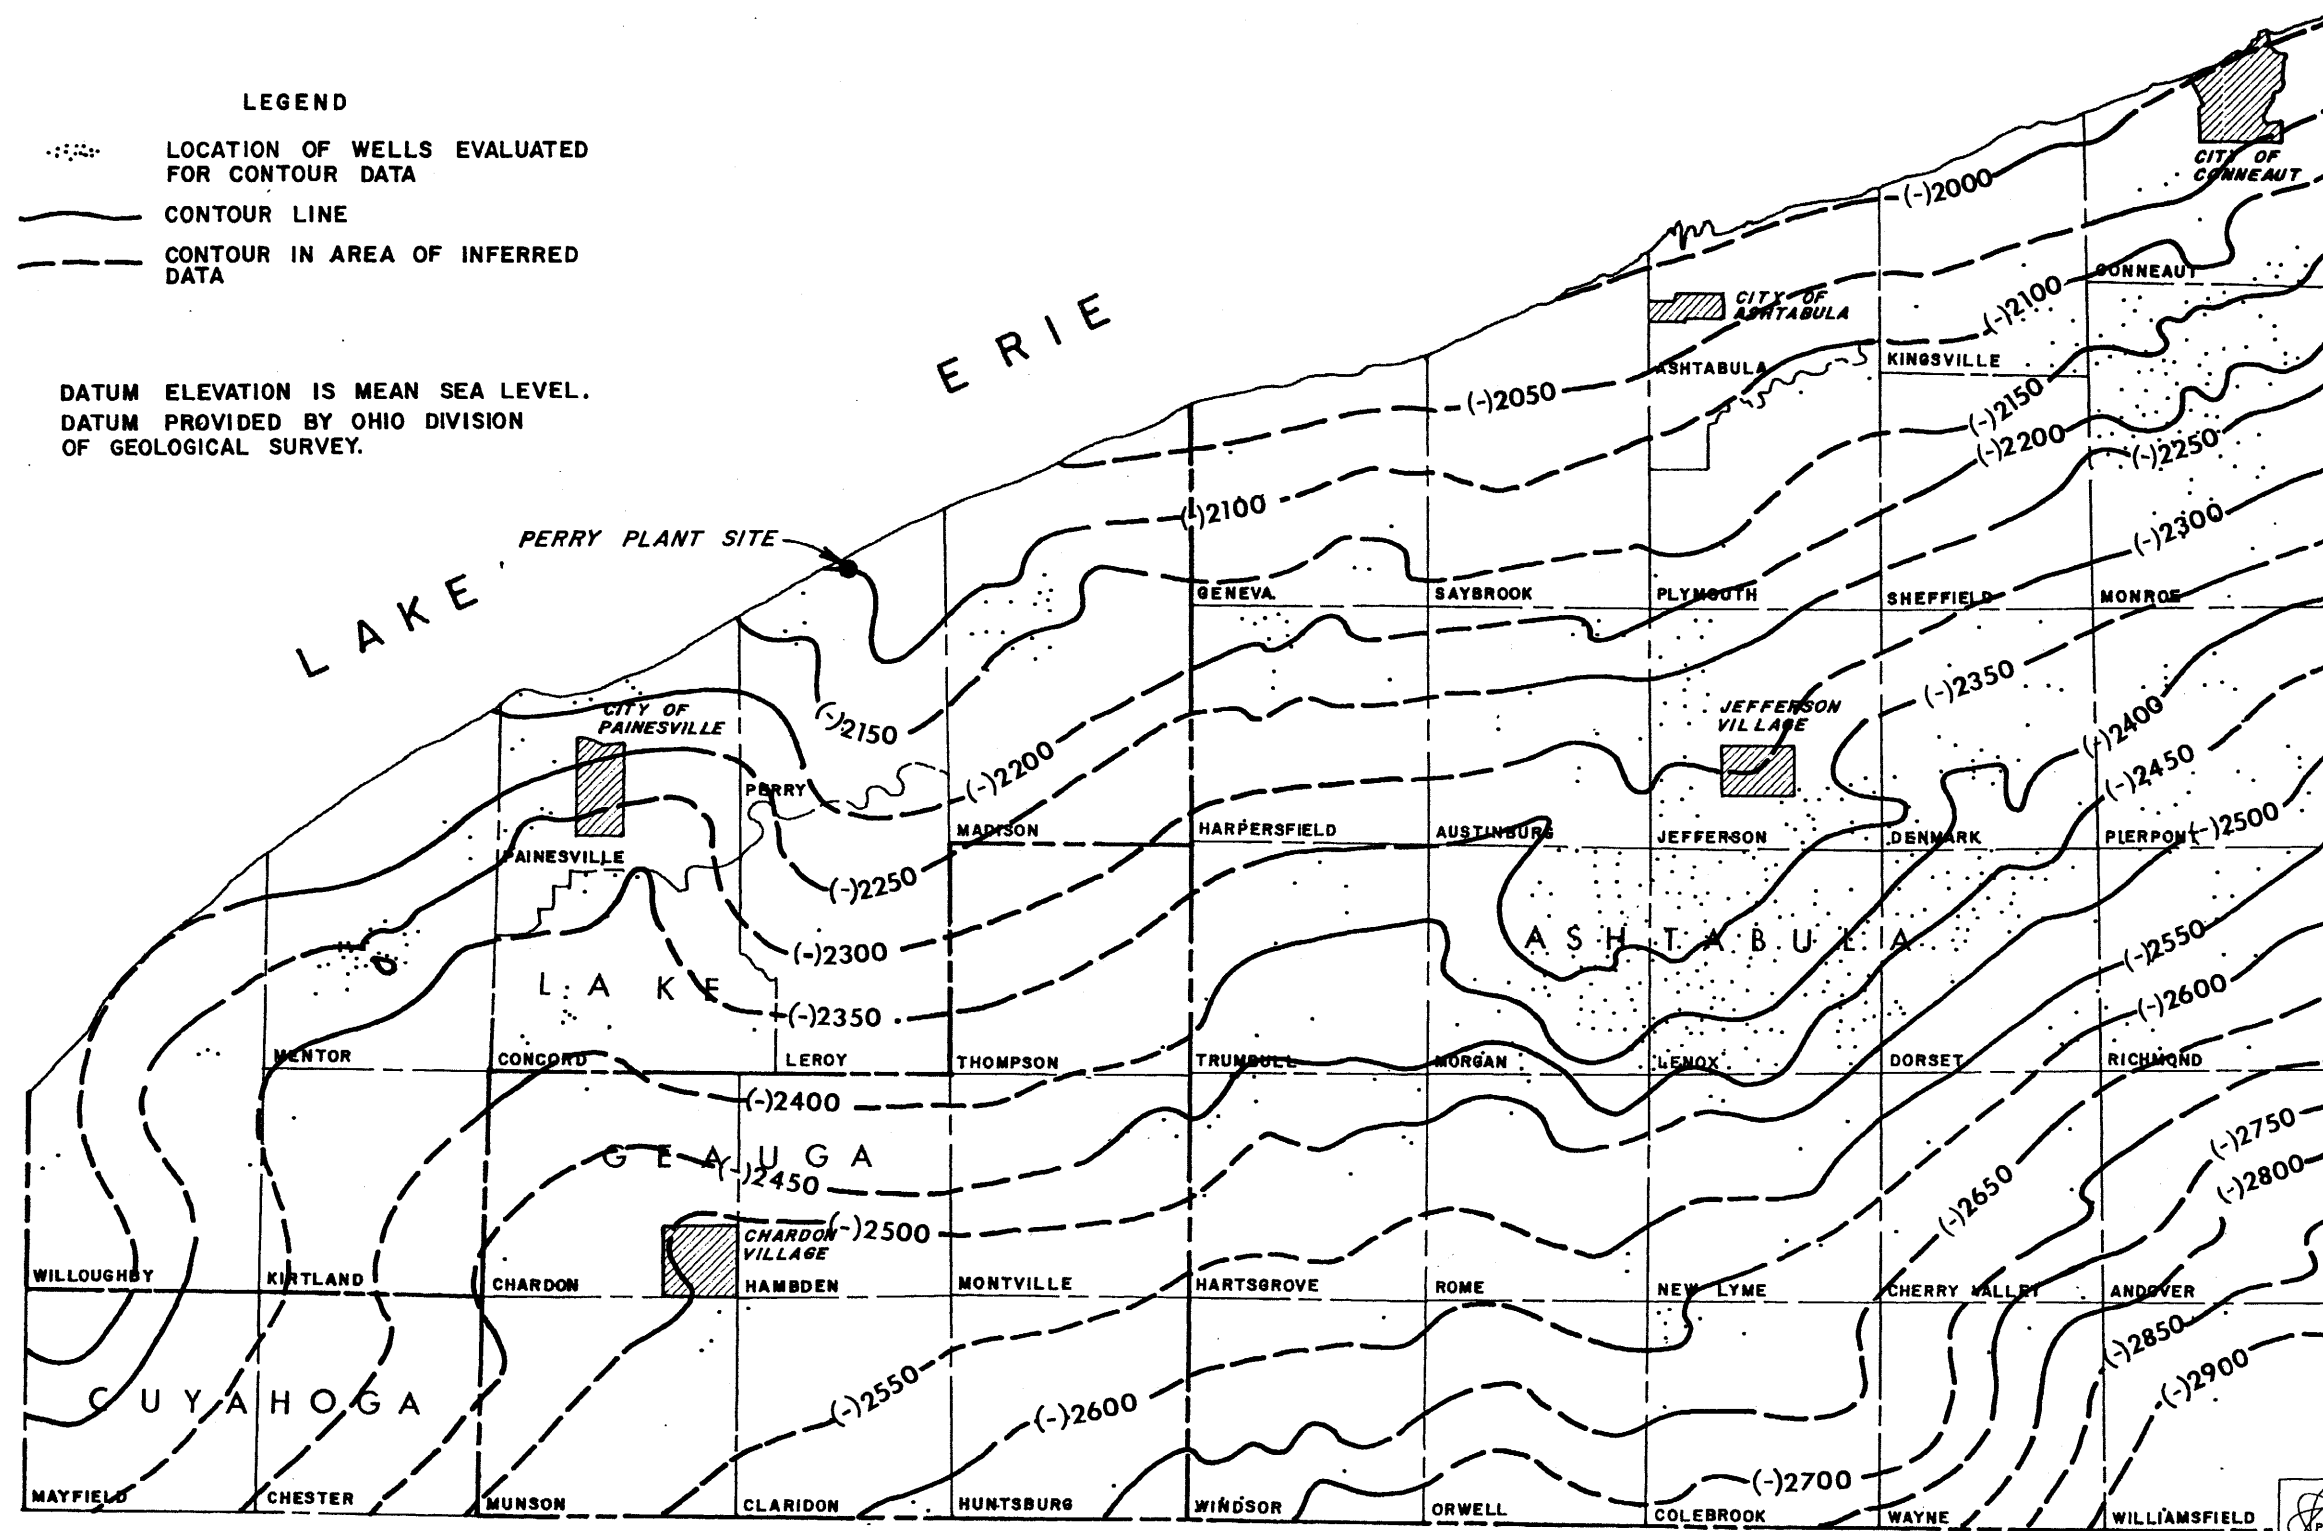 LEGEND
LOCATION OF WELLS EVALUATED
FOR CONTOUR DATA
CONTOUR LINE
CONTOUR IN AREA OF INFERRED
DATA
DATUM ELEVATION IS MEAN SEA LEVEL.
DATUM PROVIDED BY OHIO DIVISION
OF GEOLOGICAL SURVEY.
LAKE ERIE
PERRY PLANT SITE
CITY OF
CONNEAUT
(-)2000
CONNEAUT
(-)2100
CITY OF
ASHTABULA
ASHTABULA
KINGSVILLE
(-)2050
(-)2150
(-)2200
(-)2250
(-)2100
(-)2300
GENEVA
SAYBROOK
PLYMOUTH
SHEFFIELD
MONROE
(-)2350
CITY OF
PAINESVILLE
(-)2150
JEFFERSON
VILLAGE
(-)2400
(-)2200
(-)2450
PERRY
MADISON
HARPERSFIELD
AUSTINBURG
JEFFERSON
DENMARK
PIERPONT
(-)2500
PAINESVILLE
(-)2250
(-)2300
ASHTABULA
(-)2550
LAKE
(-)2600
(-)2350
MENTOR
CONCORD
LEROY
THOMPSON
TRUMBULL
MORGAN
LENOX
DORSET
RICHMOND
(-)2400
GEAUGA
(-)2450
(-)2750
(-)2800
(-)2650
(-)2500
CHARDON
VILLAGE
WILLOUGHBY
KIRTLAND
CHARDON
HAMBDEN
MONTVILLE
HARTSGROVE
ROME
NEW LYME
CHERRY VALLEY
ANDOVER
(-)2850
(-)2900
CUYAHOGA
(-)2550
(-)2600
(-)2700
MAYFIELD
CHESTER
MUNSON
CLARIDON
HUNTSBURG
WINDSOR
ORWELL
COLEBROOK
WAYNE
WILLIAMSFIELD